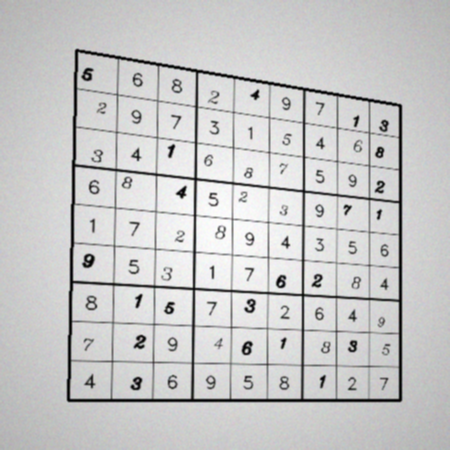 5 6 8 2 4 9 7 1 3
2 9 7 3 1 5 4 6 8
3 4 1 6 8 7 5 9 2
6 8 4 5 2 3 9 7 1
1 7 2 8 9 4 3 5 6
9 5 3 1 7 6 2 8 4
8 1 5 7 3 2 6 4 9
7 2 9 4 6 1 8 3 5
4 3 6 9 5 8 1 2 7